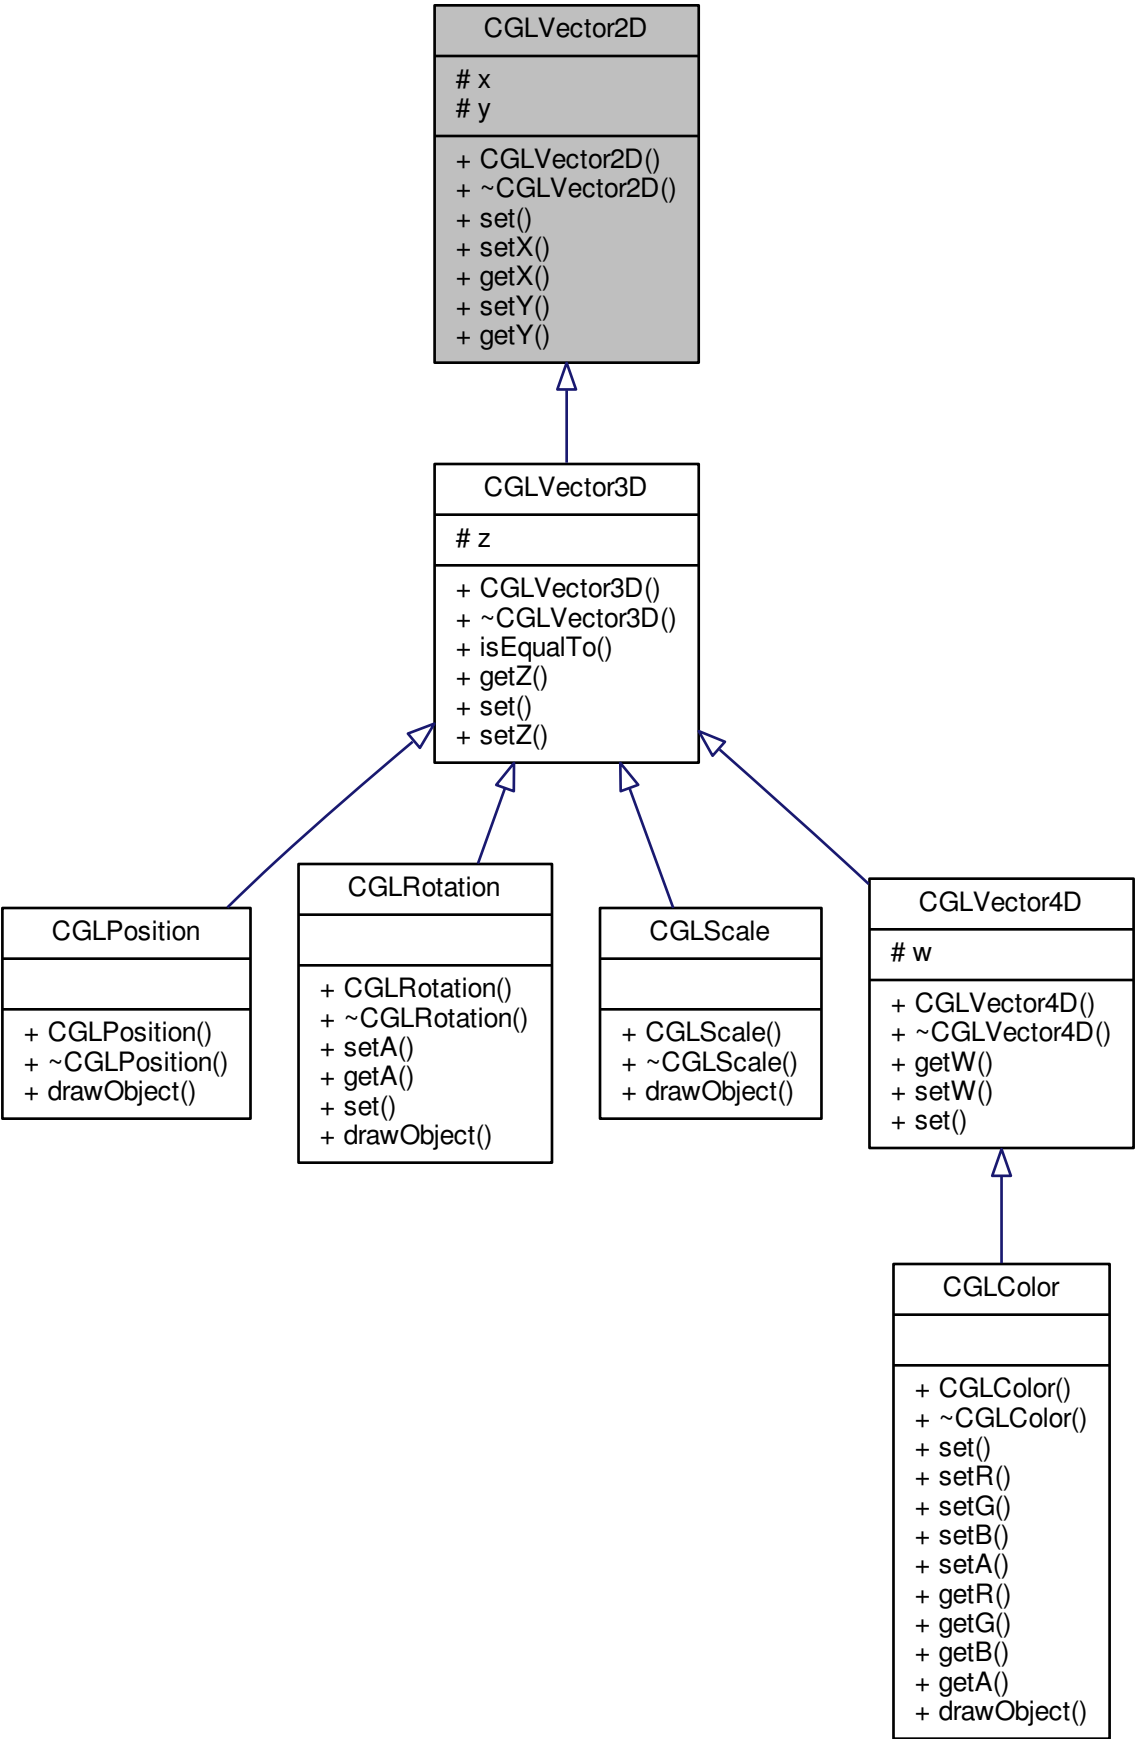 CGLVector2D
# x
# y
+ CGLVector2D()
+ ~CGLVector2D()
+ set()
+ setX()
+ getX()
+ setY()
+ getY()
CGLVector3D
# z
+ CGLVector3D()
+ ~CGLVector3D()
+ isEqualTo()
+ getZ()
+ set()
+ setZ()
CGLPosition
+ CGLPosition()
+ ~CGLPosition()
+ drawObject()
CGLRotation
+ CGLRotation()
+ ~CGLRotation()
+ setA()
+ getA()
+ set()
+ drawObject()
CGLScale
+ CGLScale()
+ ~CGLScale()
+ drawObject()
CGLVector4D
# w
+ CGLVector4D()
+ ~CGLVector4D()
+ getW()
+ setW()
+ set()
CGLColor
+ CGLColor()
+ ~CGLColor()
+ set()
+ setR()
+ setG()
+ setB()
+ setA()
+ getR()
+ getG()
+ getB()
+ getA()
+ drawObject()